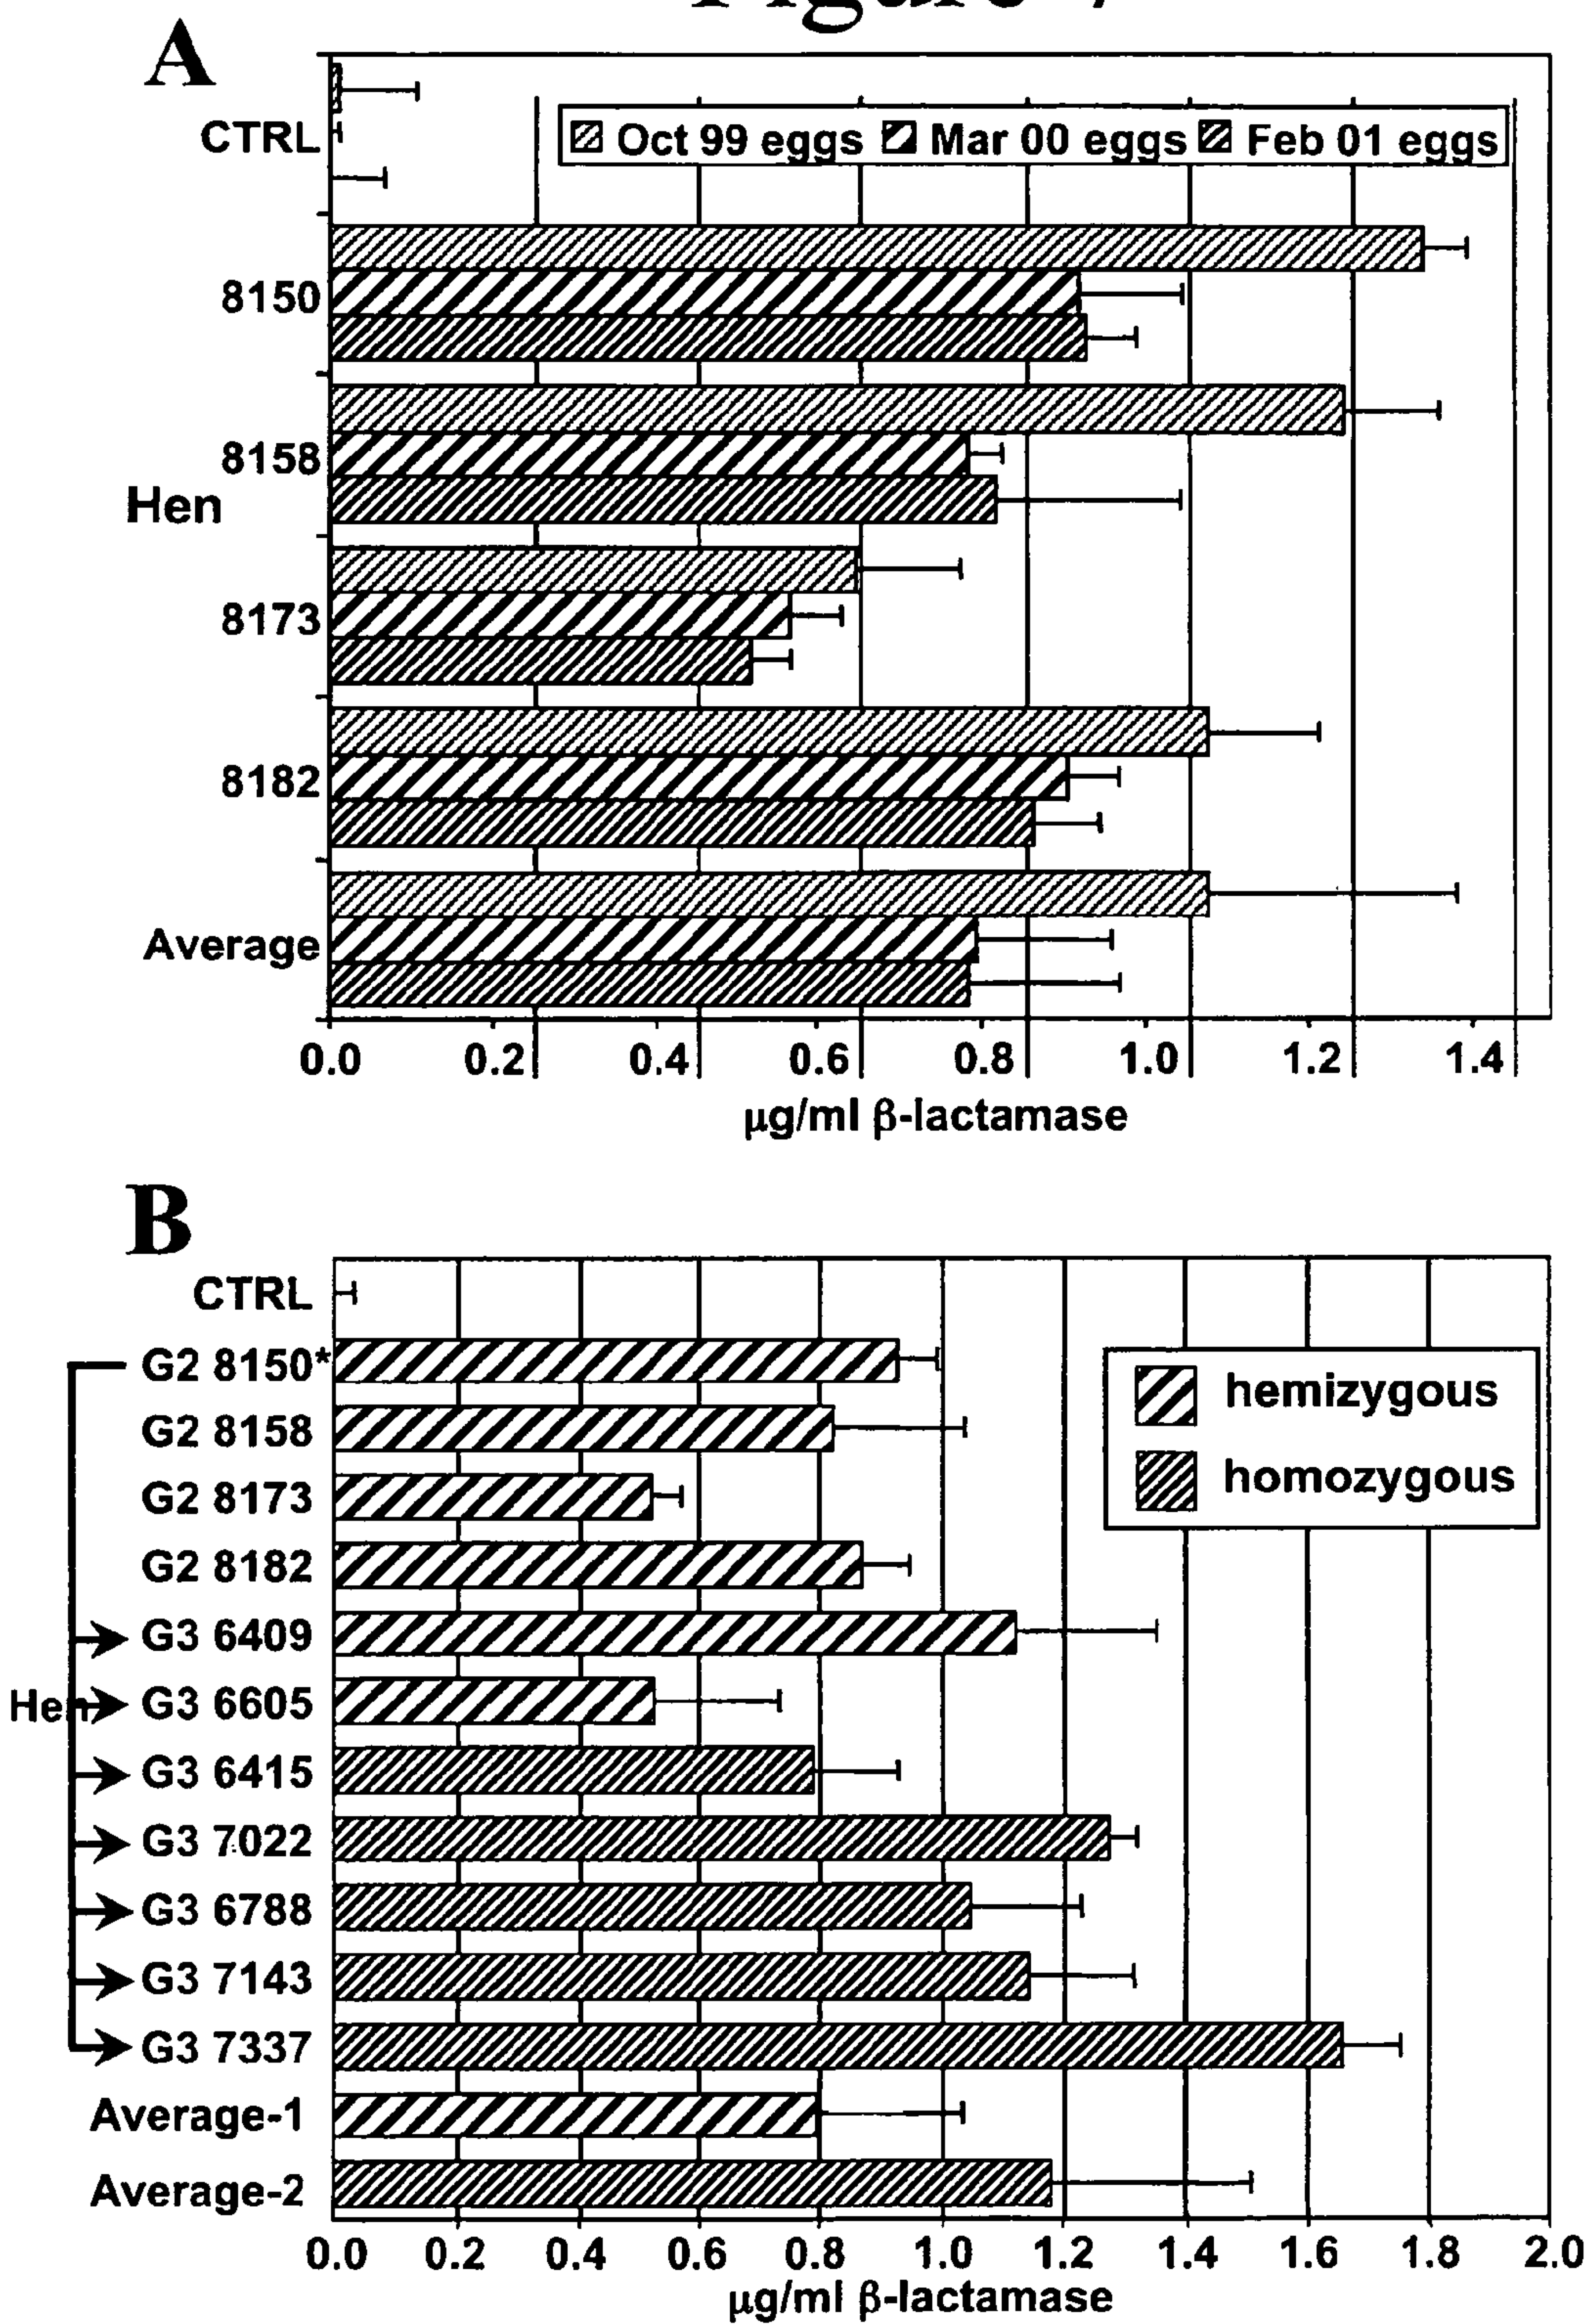 A
CTRL
Oct 99 eggs Mar 00 eggs Feb 01 eggs
8150
8158
Hen
8173
8182
Average
0.0 0.2 0.4 0.6 0.8 1.0 1.2 1.4
μg/ml β-lactamase
B
CTRL
G2 8150*
hemizygous
G2 8158
homozygous
G2 8173
G2 8182
G3 6409
Hen G3 6605
G3 6415
G3 7022
G3 6788
G3 7143
G3 7337
Average-1
Average-2
0.0 0.2 0.4 0.6 0.8 1.0 1.2 1.4 1.6 1.8 2.0
μg/ml β-lactamase